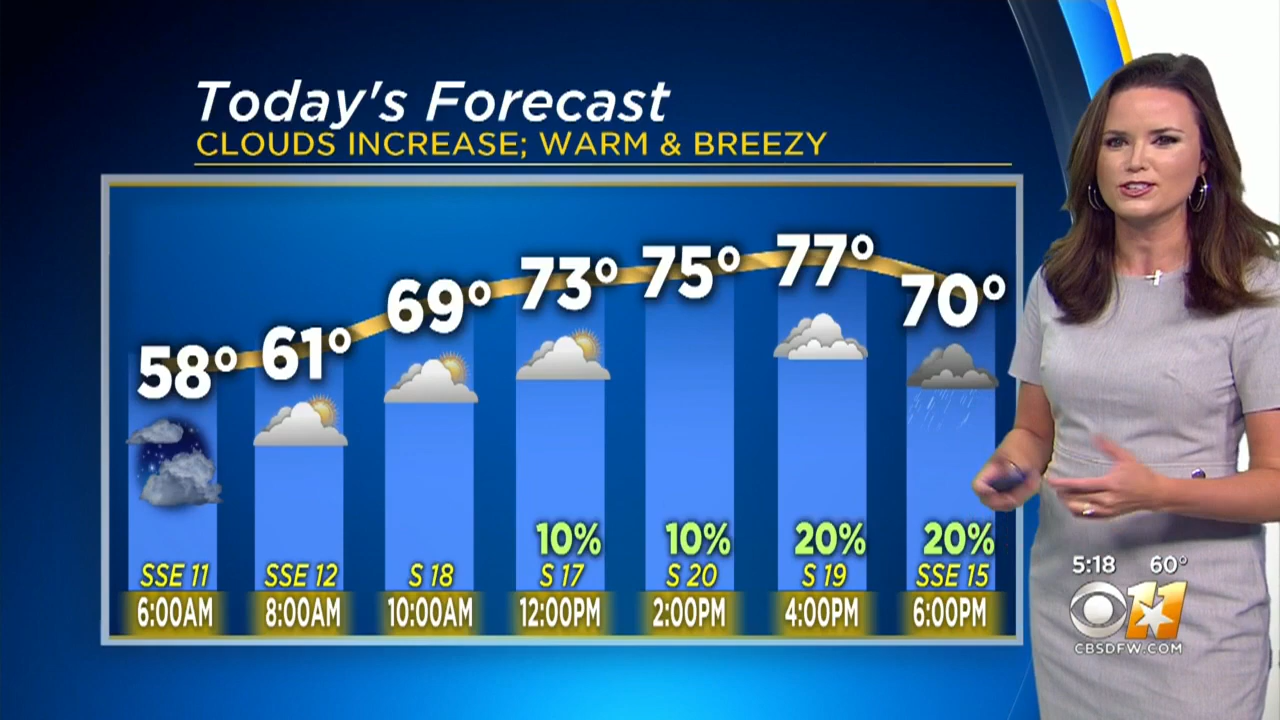 Today's Forecast
CLOUDS INCREASE; WARM & BREEZY
58° 61° 69° 73° 75° 77° 70°
10% 10% 20% 20%
SSE 11 SSE 12 S 18 S 17 S 20 S 19 SSE 15
6:00AM 8:00AM 10:00AM 12:00PM 2:00PM 4:00PM 6:00PM
5:18 60°
11
CBSDFW.COM